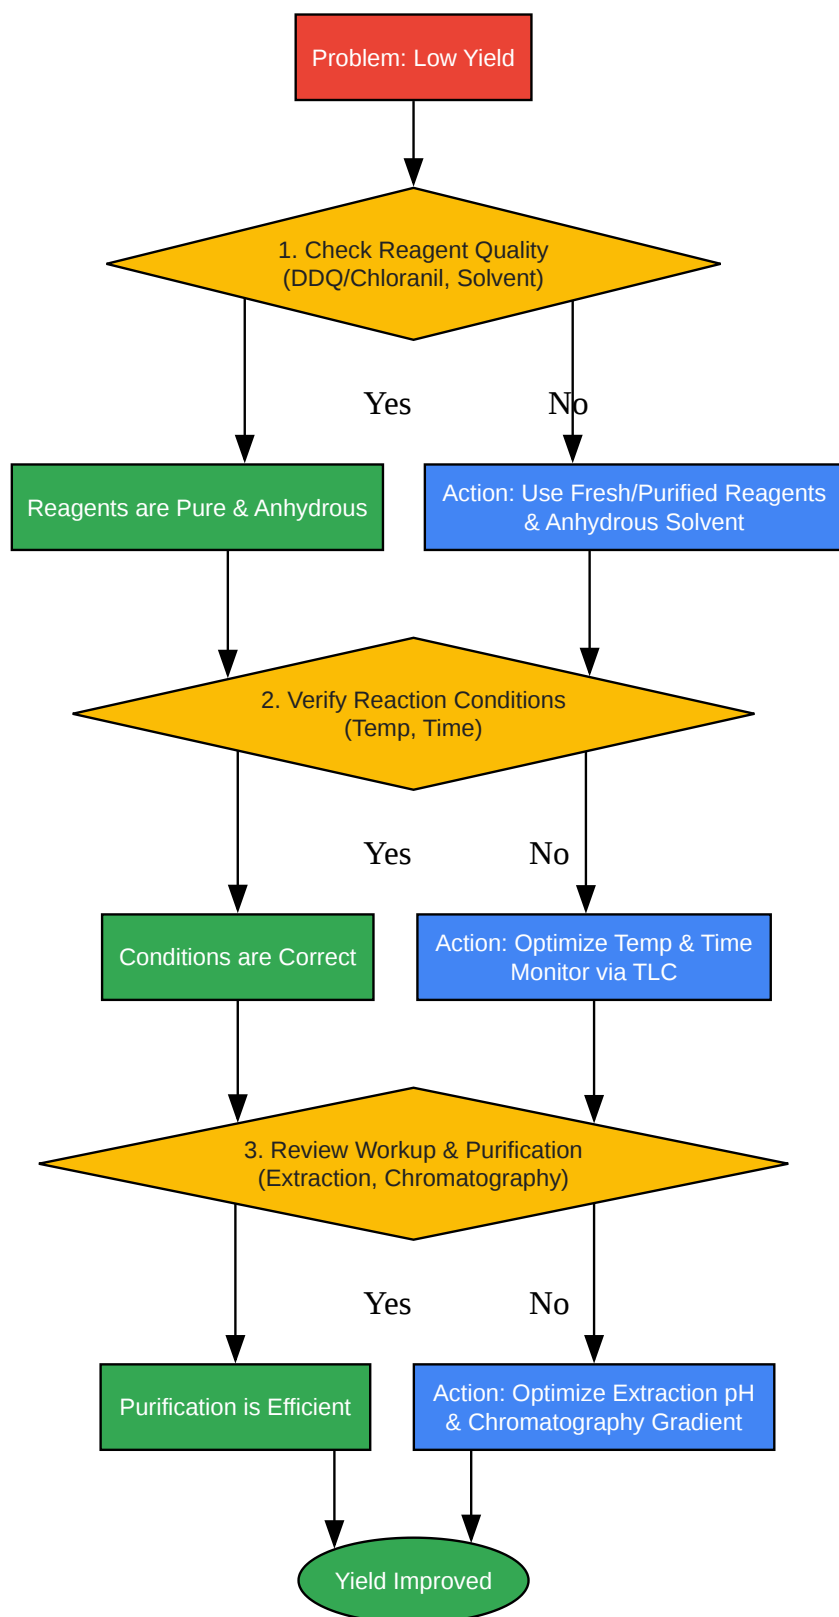 Problem: Low Yield
1. Check Reagent Quality
(DDQ/Chloranil, Solvent)
Yes
No
Reagents are Pure & Anhydrous
Action: Use Fresh/Purified Reagents
& Anhydrous Solvent
2. Verify Reaction Conditions
(Temp, Time)
Yes
No
Conditions are Correct
Action: Optimize Temp & Time
Monitor via TLC
3. Review Workup & Purification
(Extraction, Chromatography)
Yes
No
Purification is Efficient
Action: Optimize Extraction pH
& Chromatography Gradient
Yield Improved